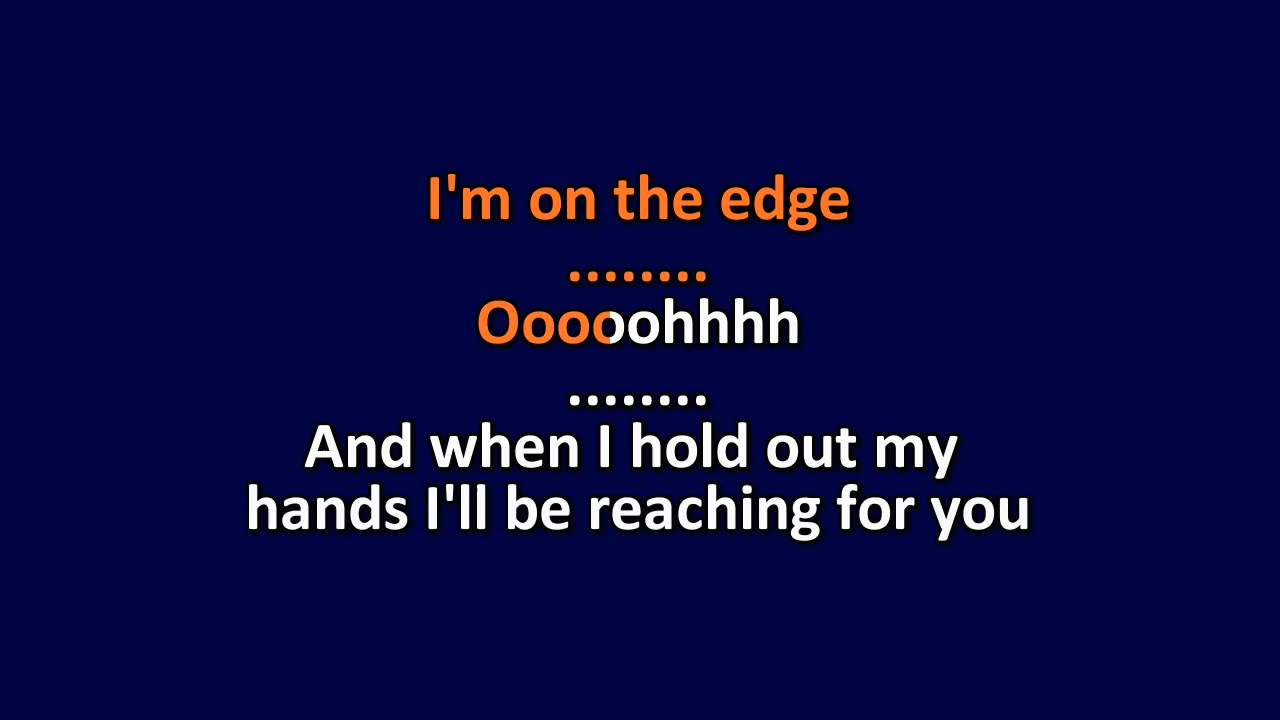 I'm on the edge
........
Oooooohhhh
........
And when I hold out my
hands I'll be reaching for you